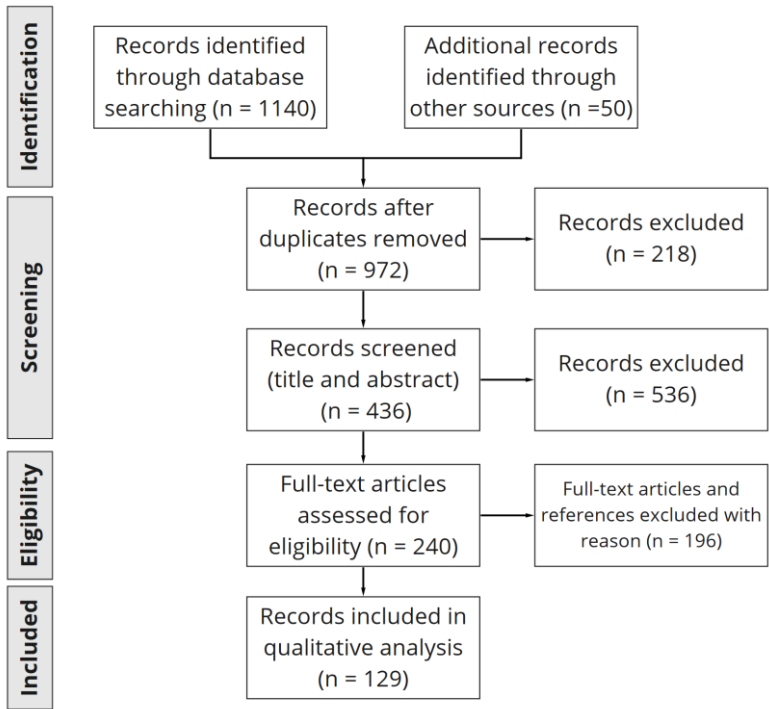 Identification
Records identified
through database
searching (n = 1140)
Additional records
identified through
other sources (n =50)
Screening
Records after
duplicates removed
(n = 972)
Records excluded
(n = 218)
Records screened
(title and abstract)
(n = 436)
Records excluded
(n = 536)
Eligibility
Full-text articles
assessed for
eligibility (n = 240)
Full-text articles and
references excluded with
reason (n = 196)
Included
Records included in
qualitative analysis
(n = 129)